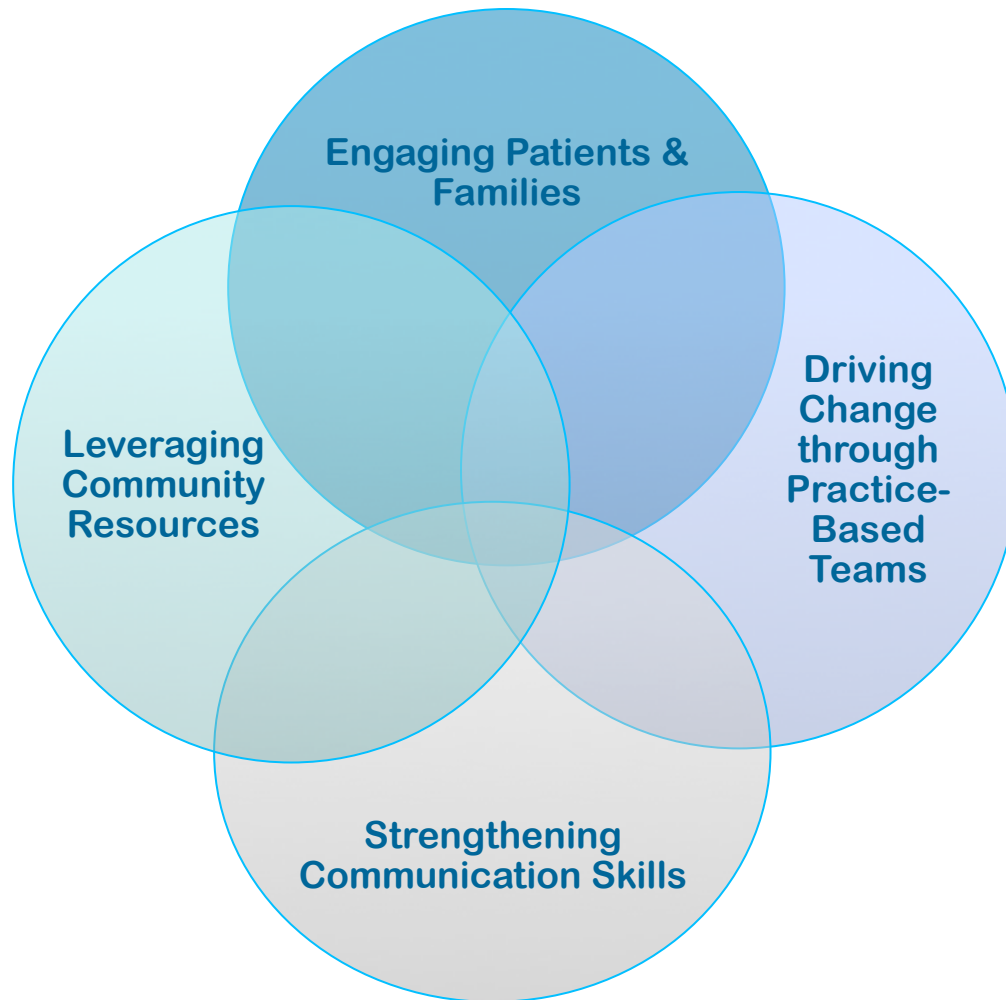 Engaging Patients &
Families
Driving
Change
through
Practice-
Based
Teams
Leveraging
Community
Resources
Strengthening
Communication Skills